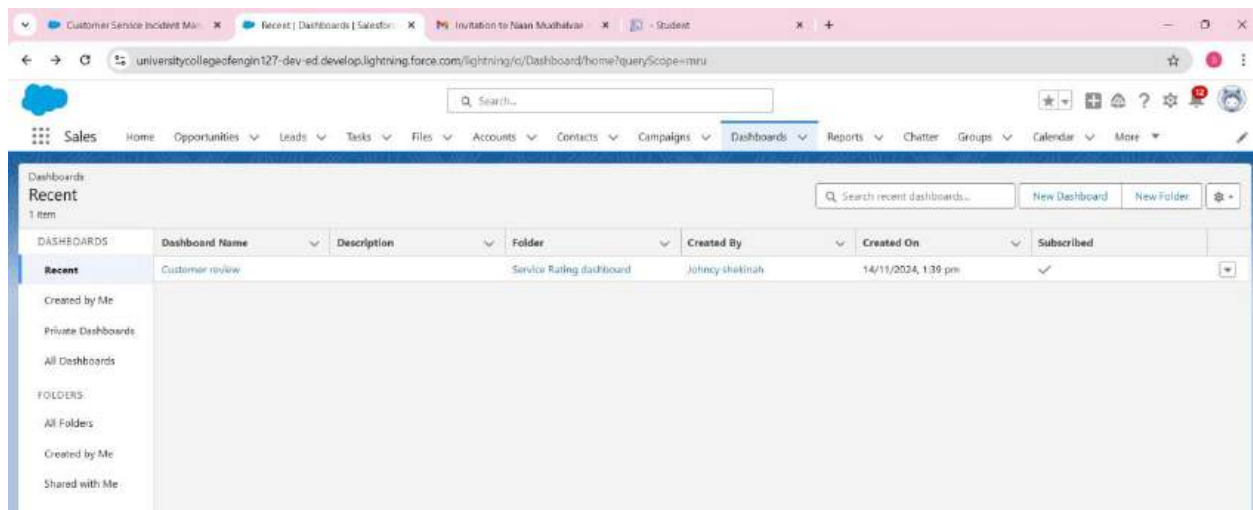 Customer Service Incident Man
Recent | Dashboards | Salesforc
Invitation to Naan Mudhalvan
- Student
universitycollegeofengin127-dev-ed.develop.lightning.force.com/lightning/o/Dashboard/home?queryScope=mru
Search...
12
Sales Home Opportunities Leads Tasks Files Accounts Contacts Campaigns Dashboards Reports Chatter Groups Calendar More
Dashboards
Recent
1 item
Search recent dashboards...
New Dashboard
New Folder
DASHBOARDS
Dashboard Name Description Folder Created By Created On Subscribed
Recent
Customer review Service Rating dashboard Johncy shekinah 14/11/2024, 1:39 pm
Created by Me
Private Dashboards
All Dashboards
FOLDERS
All Folders
Created by Me
Shared with Me